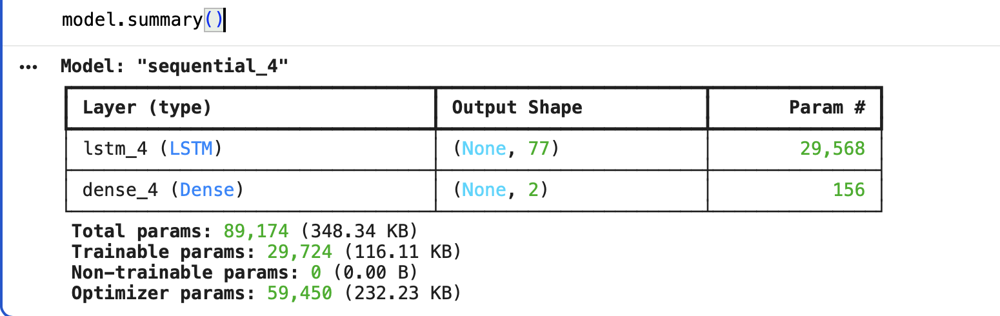 model.summary()
... Model: "sequential_4"
Layer (type) Output Shape Param #
lstm_4 (LSTM) (None, 77) 29,568
dense_4 (Dense) (None, 2) 156
Total params: 89,174 (348.34 KB)
Trainable params: 29,724 (116.11 KB)
Non-trainable params: 0 (0.00 B)
Optimizer params: 59,450 (232.23 KB)